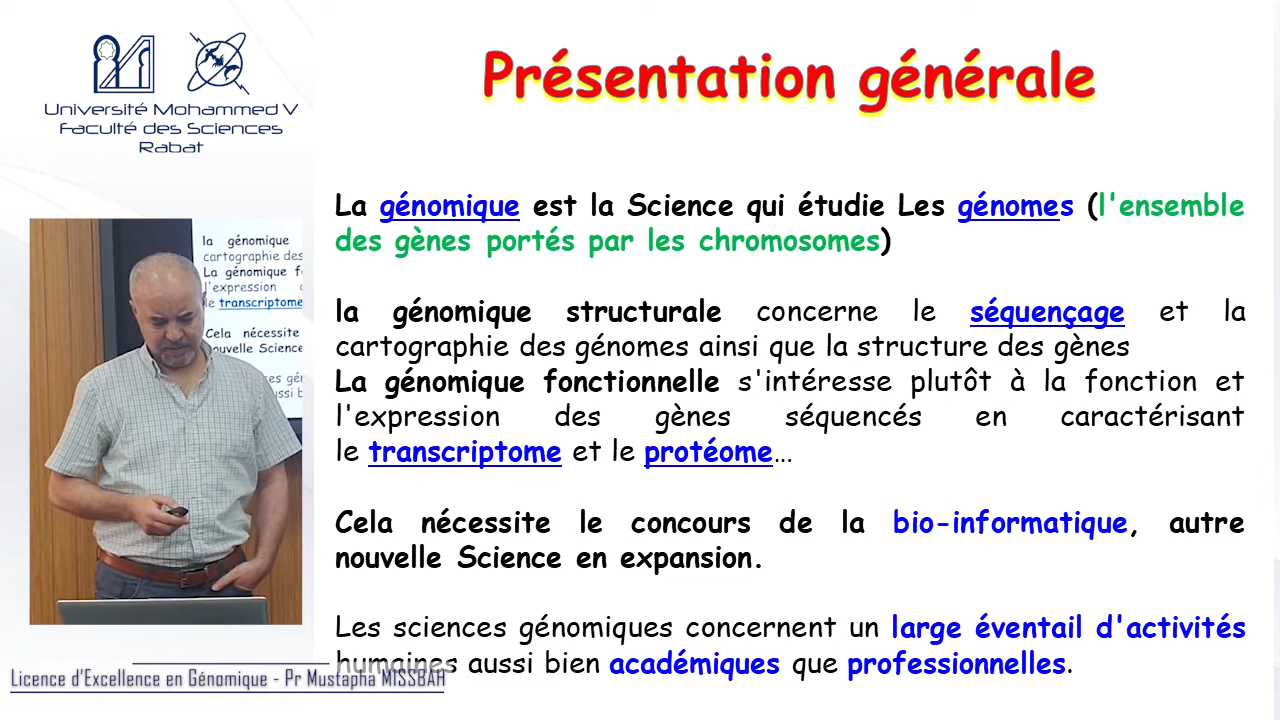 Université Mohammed V
Faculté des Sciences
Rabat
Présentation générale
La génomique est la Science qui étudie Les génomes (l'ensemble
des gènes portés par les chromosomes)
la génomique structurale concerne le séquençage et la
cartographie des génomes ainsi que la structure des gènes
La génomique fonctionnelle s'intéresse plutôt à la fonction et
l'expression des gènes séquencés en caractérisant
le transcriptome et le protéome…
Cela nécessite le concours de la bio-informatique, autre
nouvelle Science en expansion.
Les sciences génomiques concernent un large éventail d'activités
humaines aussi bien académiques que professionnelles.
la génomique
cartographie des
La génomique
l'expression
le transcriptome
Cela nécessite
nouvelle Science
Licence d'Excellence en Génomique - Pr Mustapha MISSBAH